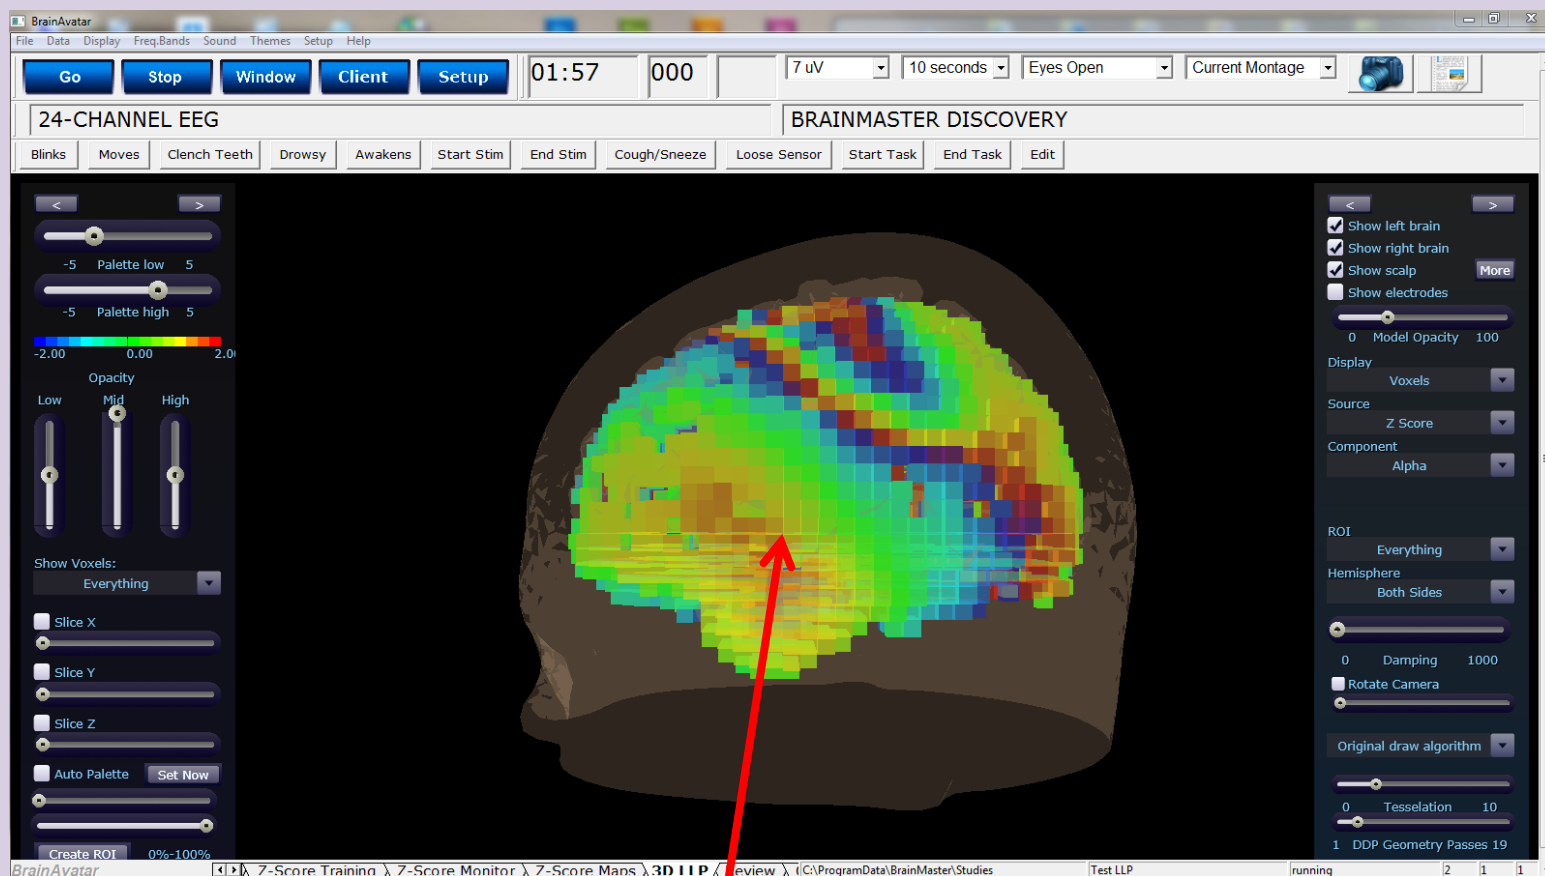 BrainAvatar
File Data Display Freq.Bands Sound Themes Setup Help
Go Stop Window Client Setup 01:57 000 7 uV 10 seconds Eyes Open Current Montage
24-CHANNEL EEG BRAINMASTER DISCOVERY
Blinks Moves Clench Teeth Drowsy Awakens Start Stim End Stim Cough/Sneeze Loose Sensor Start Task End Task Edit
< >
-5 Palette low 5
-5 Palette high 5
-2.00 0.00 2.0
Opacity
Low Mid High
Show Voxels:
Everything
Slice X
Slice Y
Slice Z
Auto Palette Set Now
Create ROI 0%-100%
< >
Show left brain
Show right brain
Show scalp More
Show electrodes
0 Model Opacity 100
Display
Voxels
Source
Z Score
Component
Alpha
ROI
Everything
Hemisphere
Both Sides
0 Damping 1000
Rotate Camera
Original draw algorithm
0 Tesselation 10
1 DDP Geometry Passes 19
BrainAvatar Z-Score Training Z-Score Monitor Z-Score Maps 3D LLP eview C:\ProgramData\BrainMaster\Studies Test LLP running 2 1 1